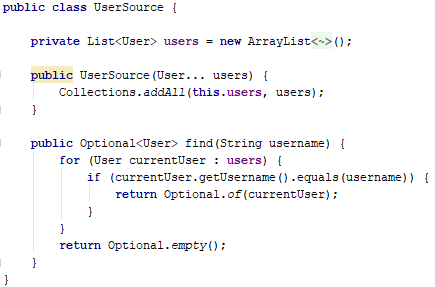 public class UserSource {
private List<User> users = new ArrayList<~>();
public UserSource(User... users) {
Collections.addAll(this.users, users);
}
public Optional<User> find(String username) {
for (User currentUser : users) {
if (currentUser.getUsername().equals(username)) {
return Optional.of(currentUser);
}
}
return Optional.empty();
}
}